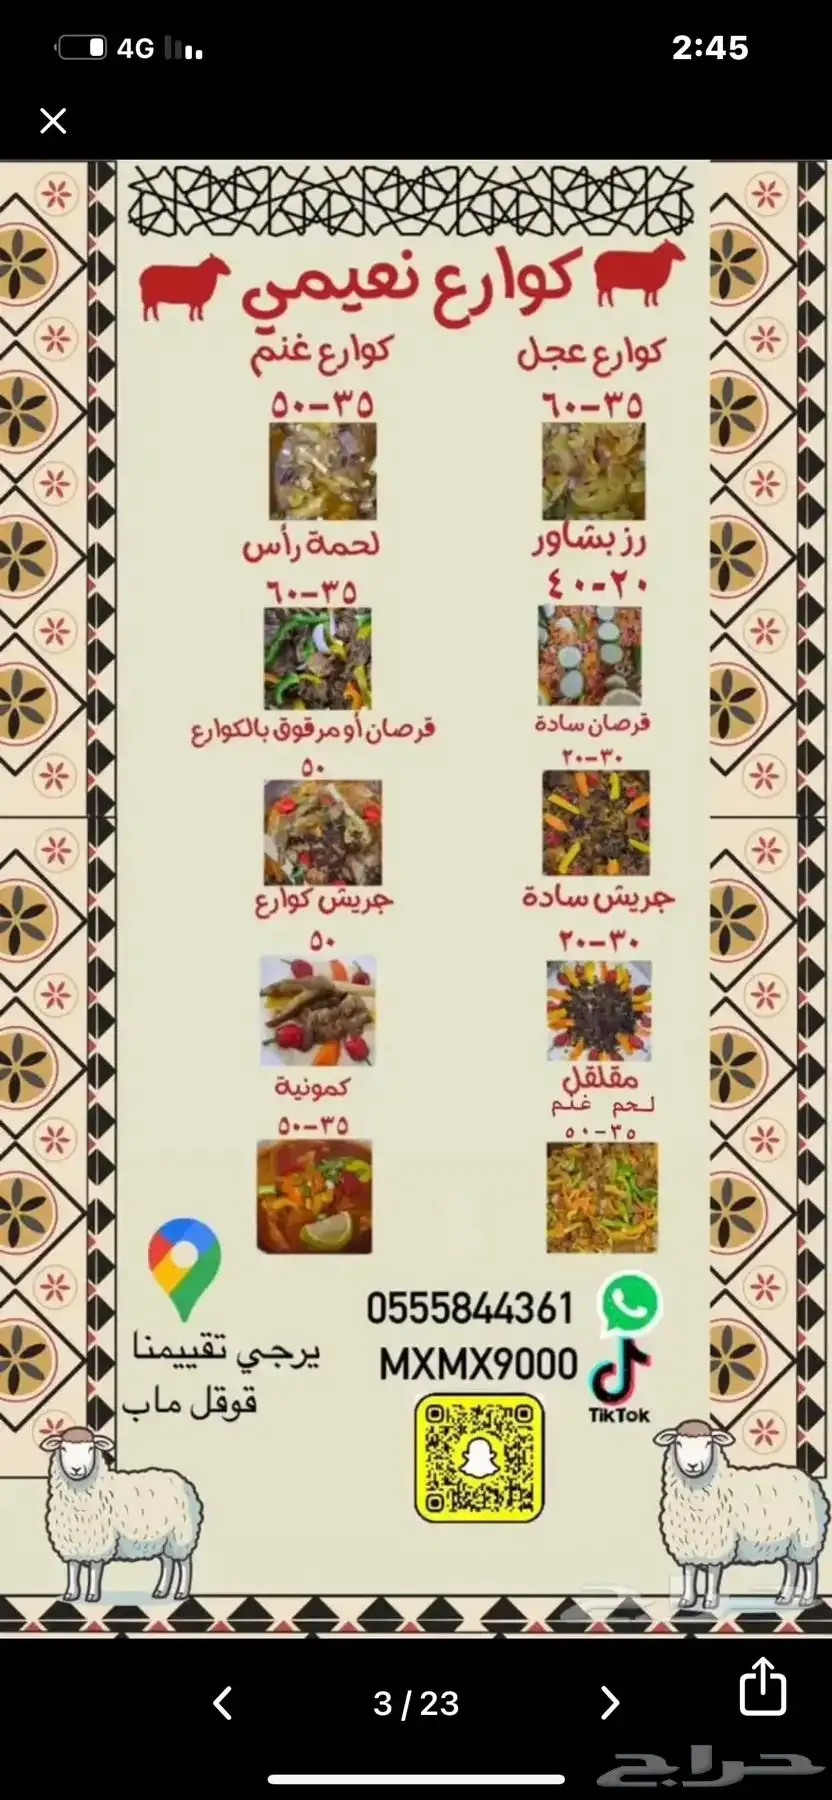 2:45
4G
كوارع نعيمي
كوارع عجل
٣٥-٦٠
كوارع غنم
٣٥-٥٠
رز بشاور
٢٠-٤٠
لحمة رأس
٣٥-٦٠
قرصان سادة
٣٠-٢٠
قرصان أو مرقوق بالكوارع
٥٠
جريش سادة
٣٠-٢٠
جريش كوارع
٥٠
مقلقل
لحم غنم
٣٥-٥٠
كمونية
٣٥-٥٠
0555844361
MXMX9000
TikTok
يرجي تقييمنا
قوقل ماب
حراج
3 / 23
حراج